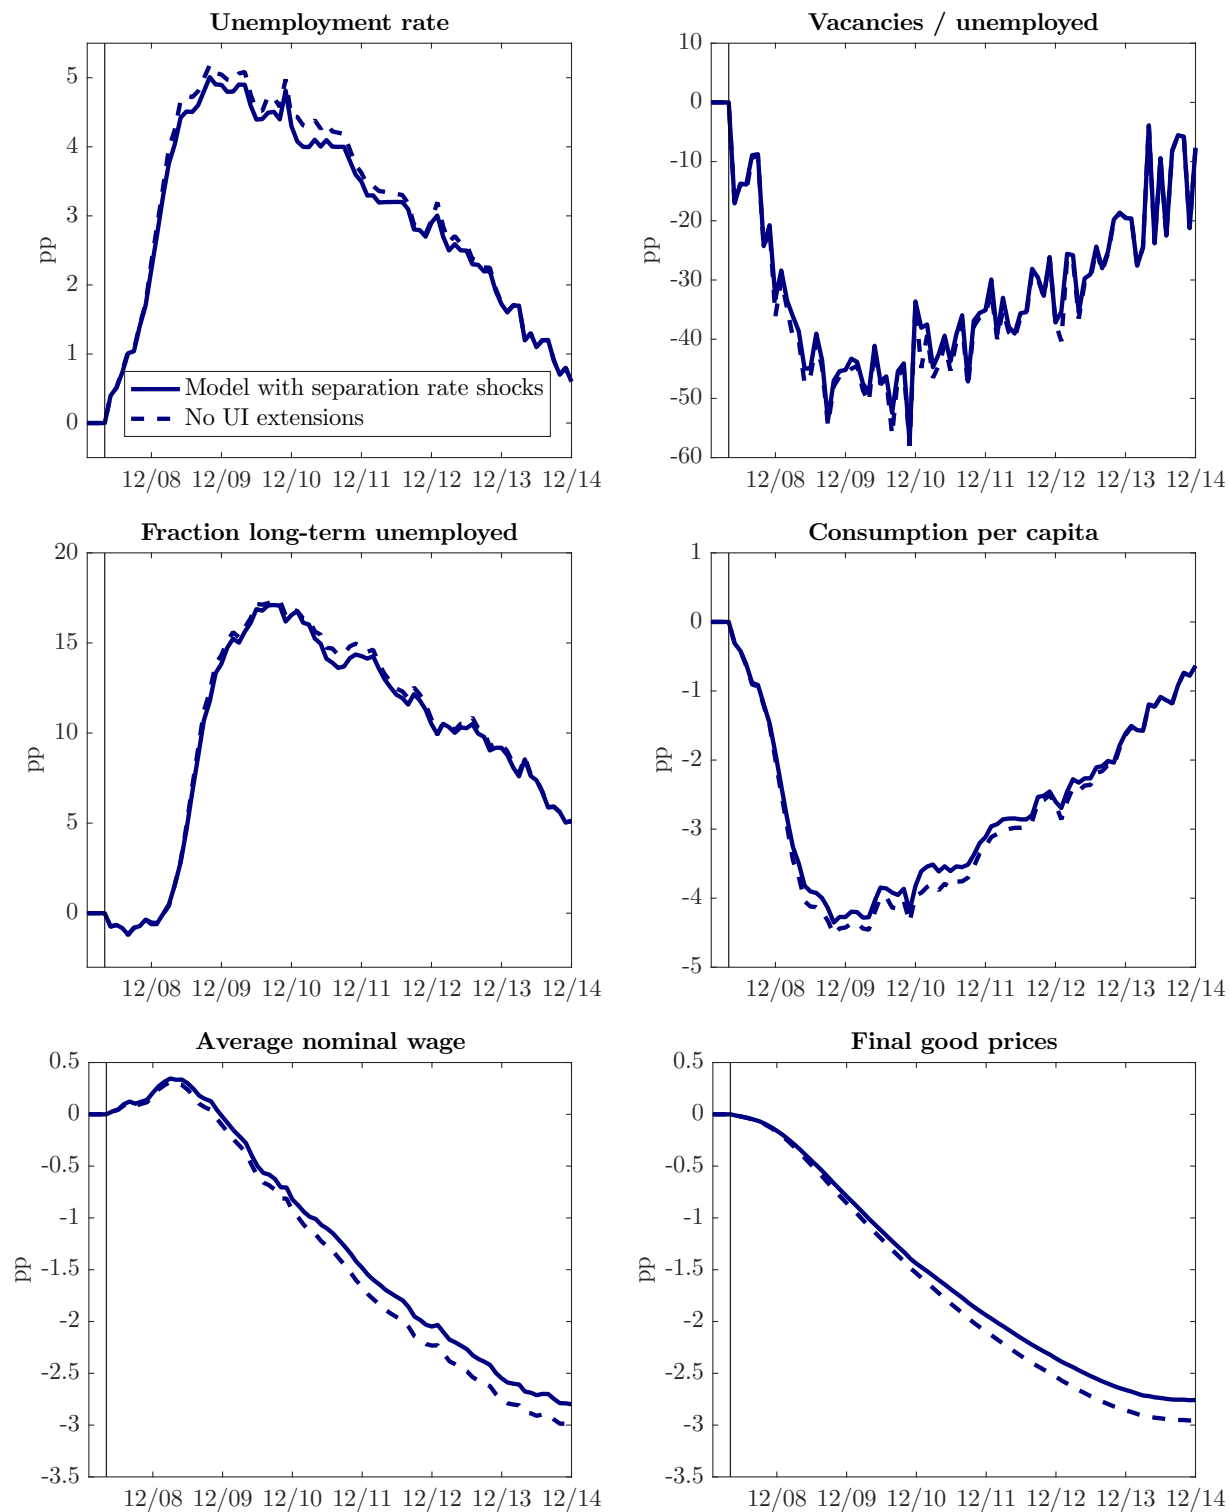 Unemployment rate
5
4
3
2
1
0
pp
Model with separation rate shocks
No UI extensions
12/08 12/09 12/10 12/11 12/12 12/13 12/14
Vacancies / unemployed
10
0
-10
-20
-30
-40
-50
-60
pp
12/08 12/09 12/10 12/11 12/12 12/13 12/14
Fraction long-term unemployed
20
15
10
5
0
pp
12/08 12/09 12/10 12/11 12/12 12/13 12/14
Consumption per capita
1
0
-1
-2
-3
-4
-5
pp
12/08 12/09 12/10 12/11 12/12 12/13 12/14
Average nominal wage
0.5
0
-0.5
-1
-1.5
-2
-2.5
-3
-3.5
pp
12/08 12/09 12/10 12/11 12/12 12/13 12/14
Final good prices
0.5
0
-0.5
-1
-1.5
-2
-2.5
-3
-3.5
pp
12/08 12/09 12/10 12/11 12/12 12/13 12/14